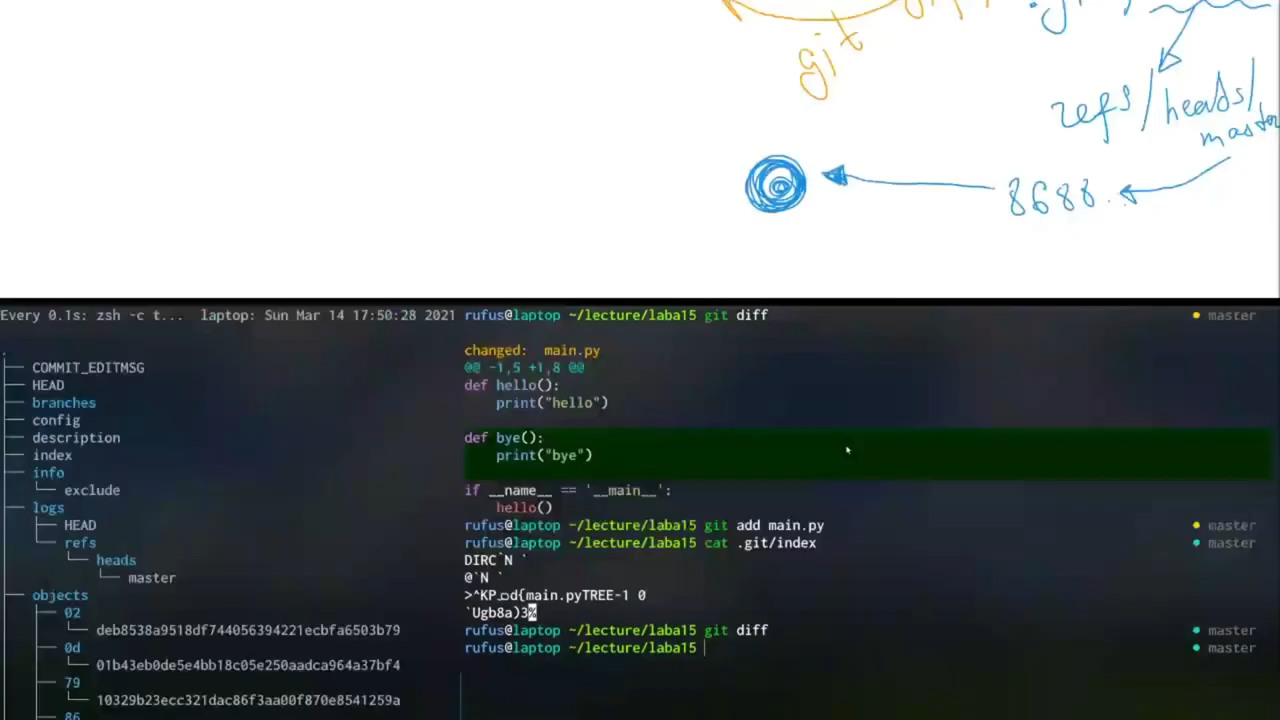 git
refs/heads/
master
8688.
Every 0.1s: zsh -c t... laptop: Sun Mar 14 17:50:28 2021
COMMIT_EDITMSG
HEAD
branches
config
description
index
info
exclude
logs
HEAD
refs
heads
master
objects
02
deb8538a9518df744056394221ecbfa6503b79
0d
01b43eb0de5e4bb18c05e250aadca964a37bf4
79
10329b23ecc321dac86f3aa00f870e8541259a
86
rufus@laptop ~/lecture/laba15 git diff master
changed: main.py
@@ -1,5 +1,8 @@
def hello():
print("hello")
def bye():
print("bye")
if __name__ == '__main__':
hello()
rufus@laptop ~/lecture/laba15 git add main.py master
rufus@laptop ~/lecture/laba15 cat .git/index master
DIRC`N `
@`N `
main.pyTREE-1 0
`Ugb8a)3%
rufus@laptop ~/lecture/laba15 git diff master
rufus@laptop ~/lecture/laba15 master